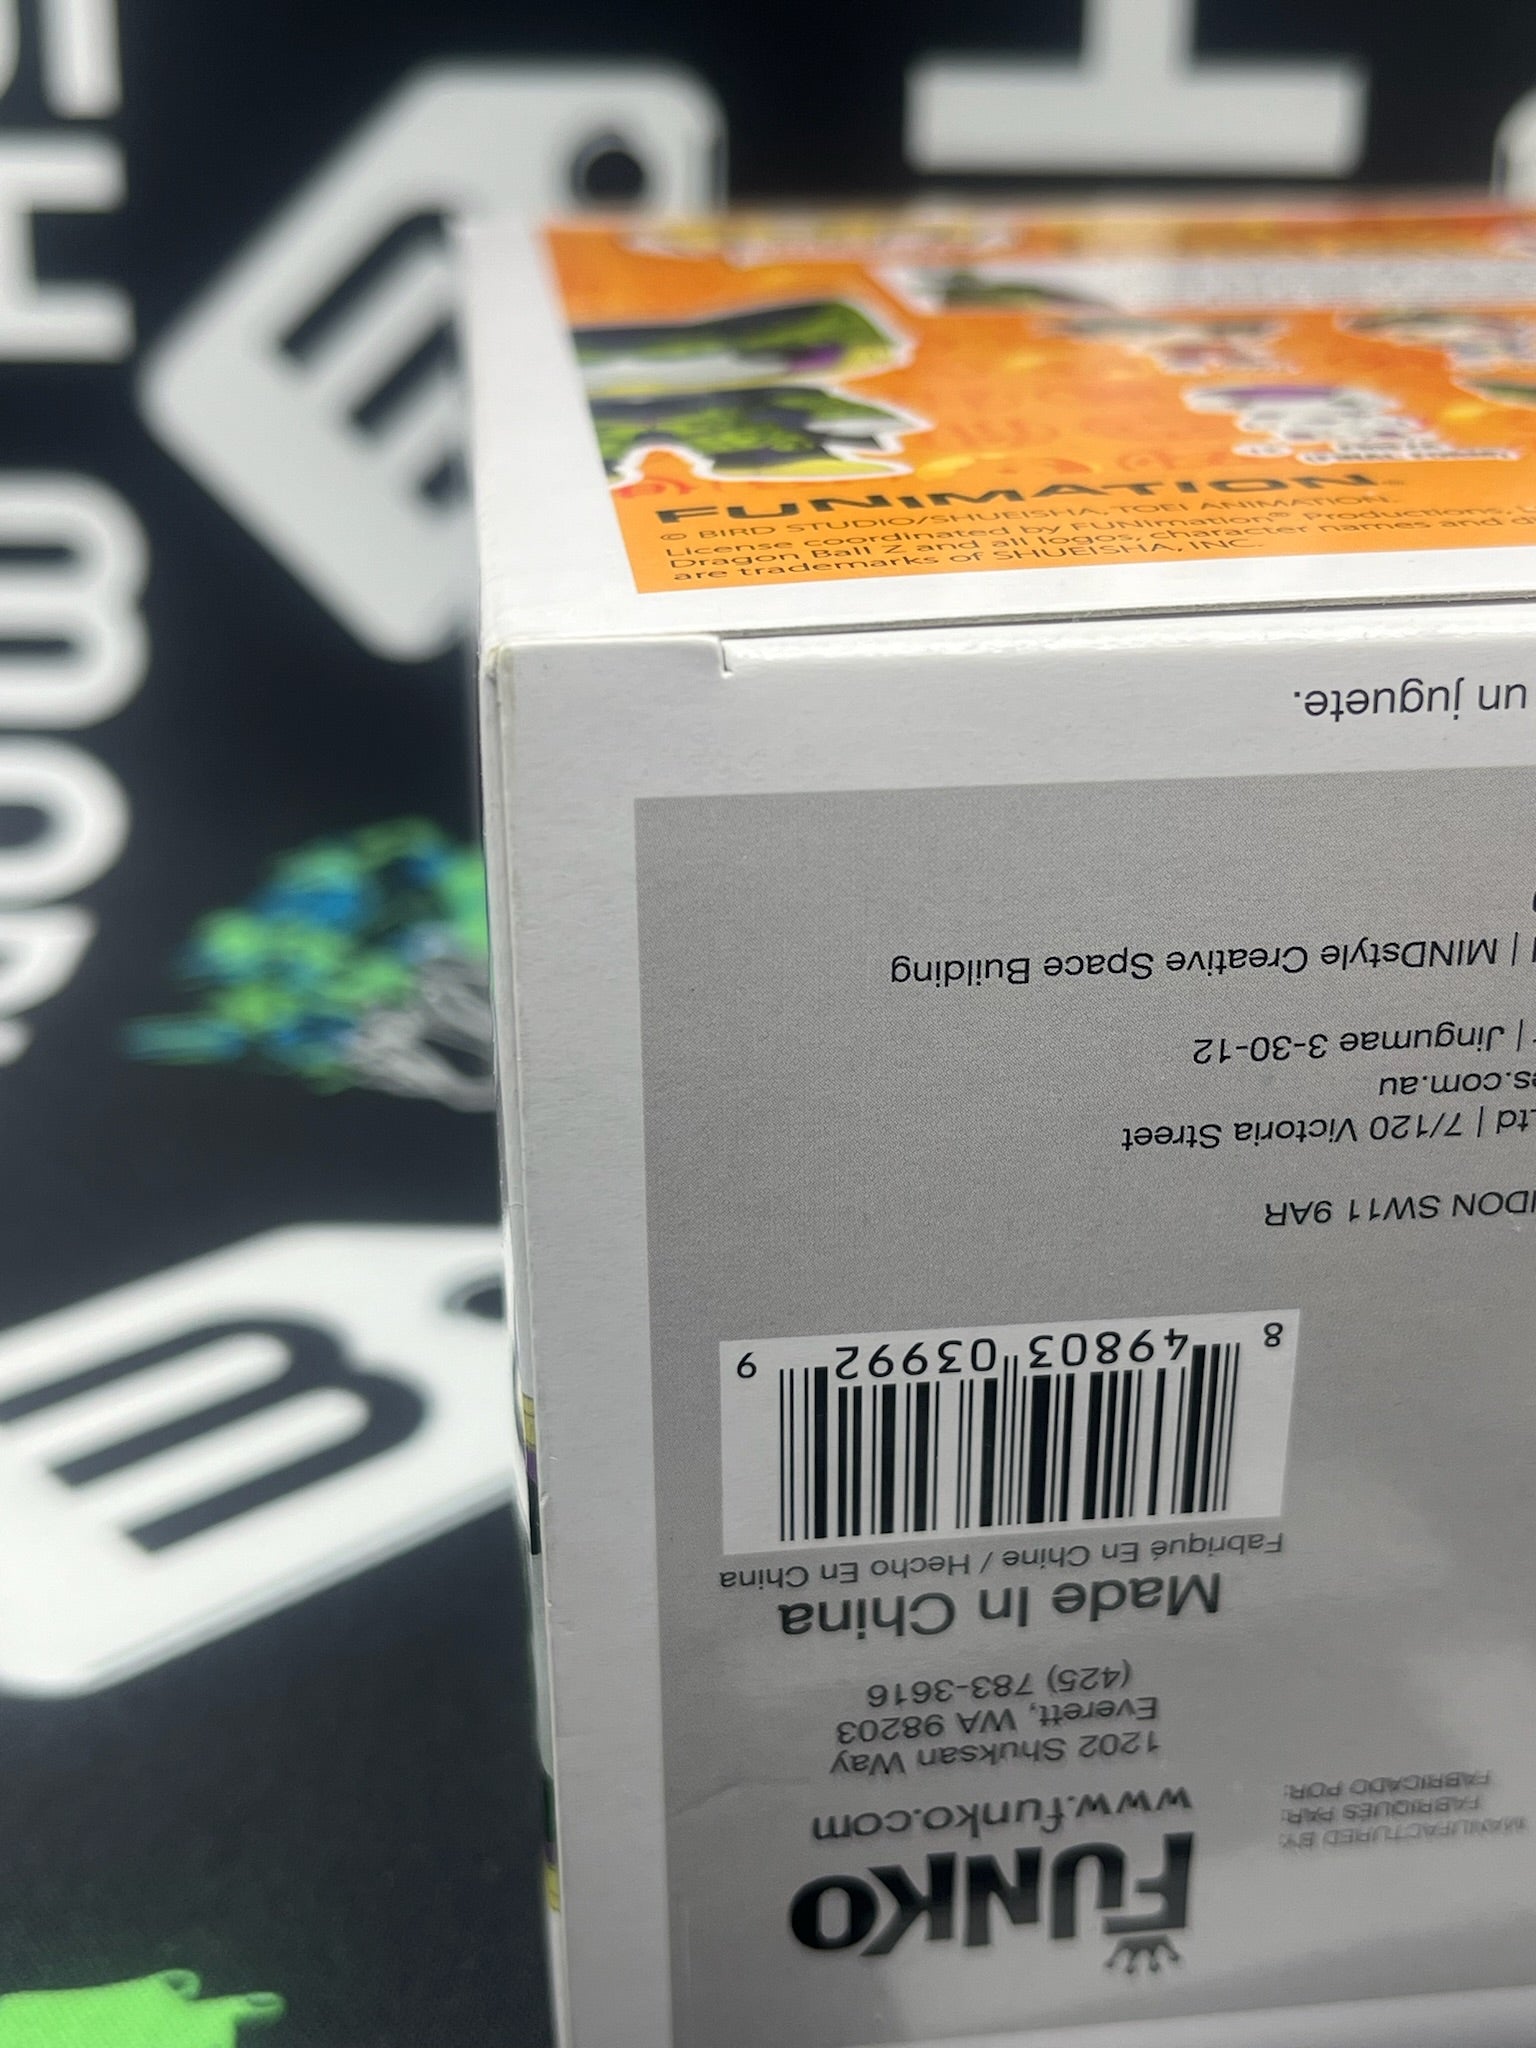 FUNIMATION
© BIRD STUDIO/SHUEISHA, TOEI ANIMATION.
License coordinated by FUNimation® Productions,
Dragon Ball Z and all logos, character names and
are trademarks of SHUEISHA, INC.
FUNKO
www.funko.com
1202 Shuksan Way
Everett, WA 98203
(425) 783-3616
Made In China
Fabriqué En Chine / Hecho En China
8 49803 03992 9
MANUFACTURED BY:
FABRIQUÉS PAR:
FABRICADO POR:
SW11 9AR
| 7/120 Victoria Street
.com.au
| Jingumae 3-30-12
| MINDstyle Creative Space Building
un juguete.